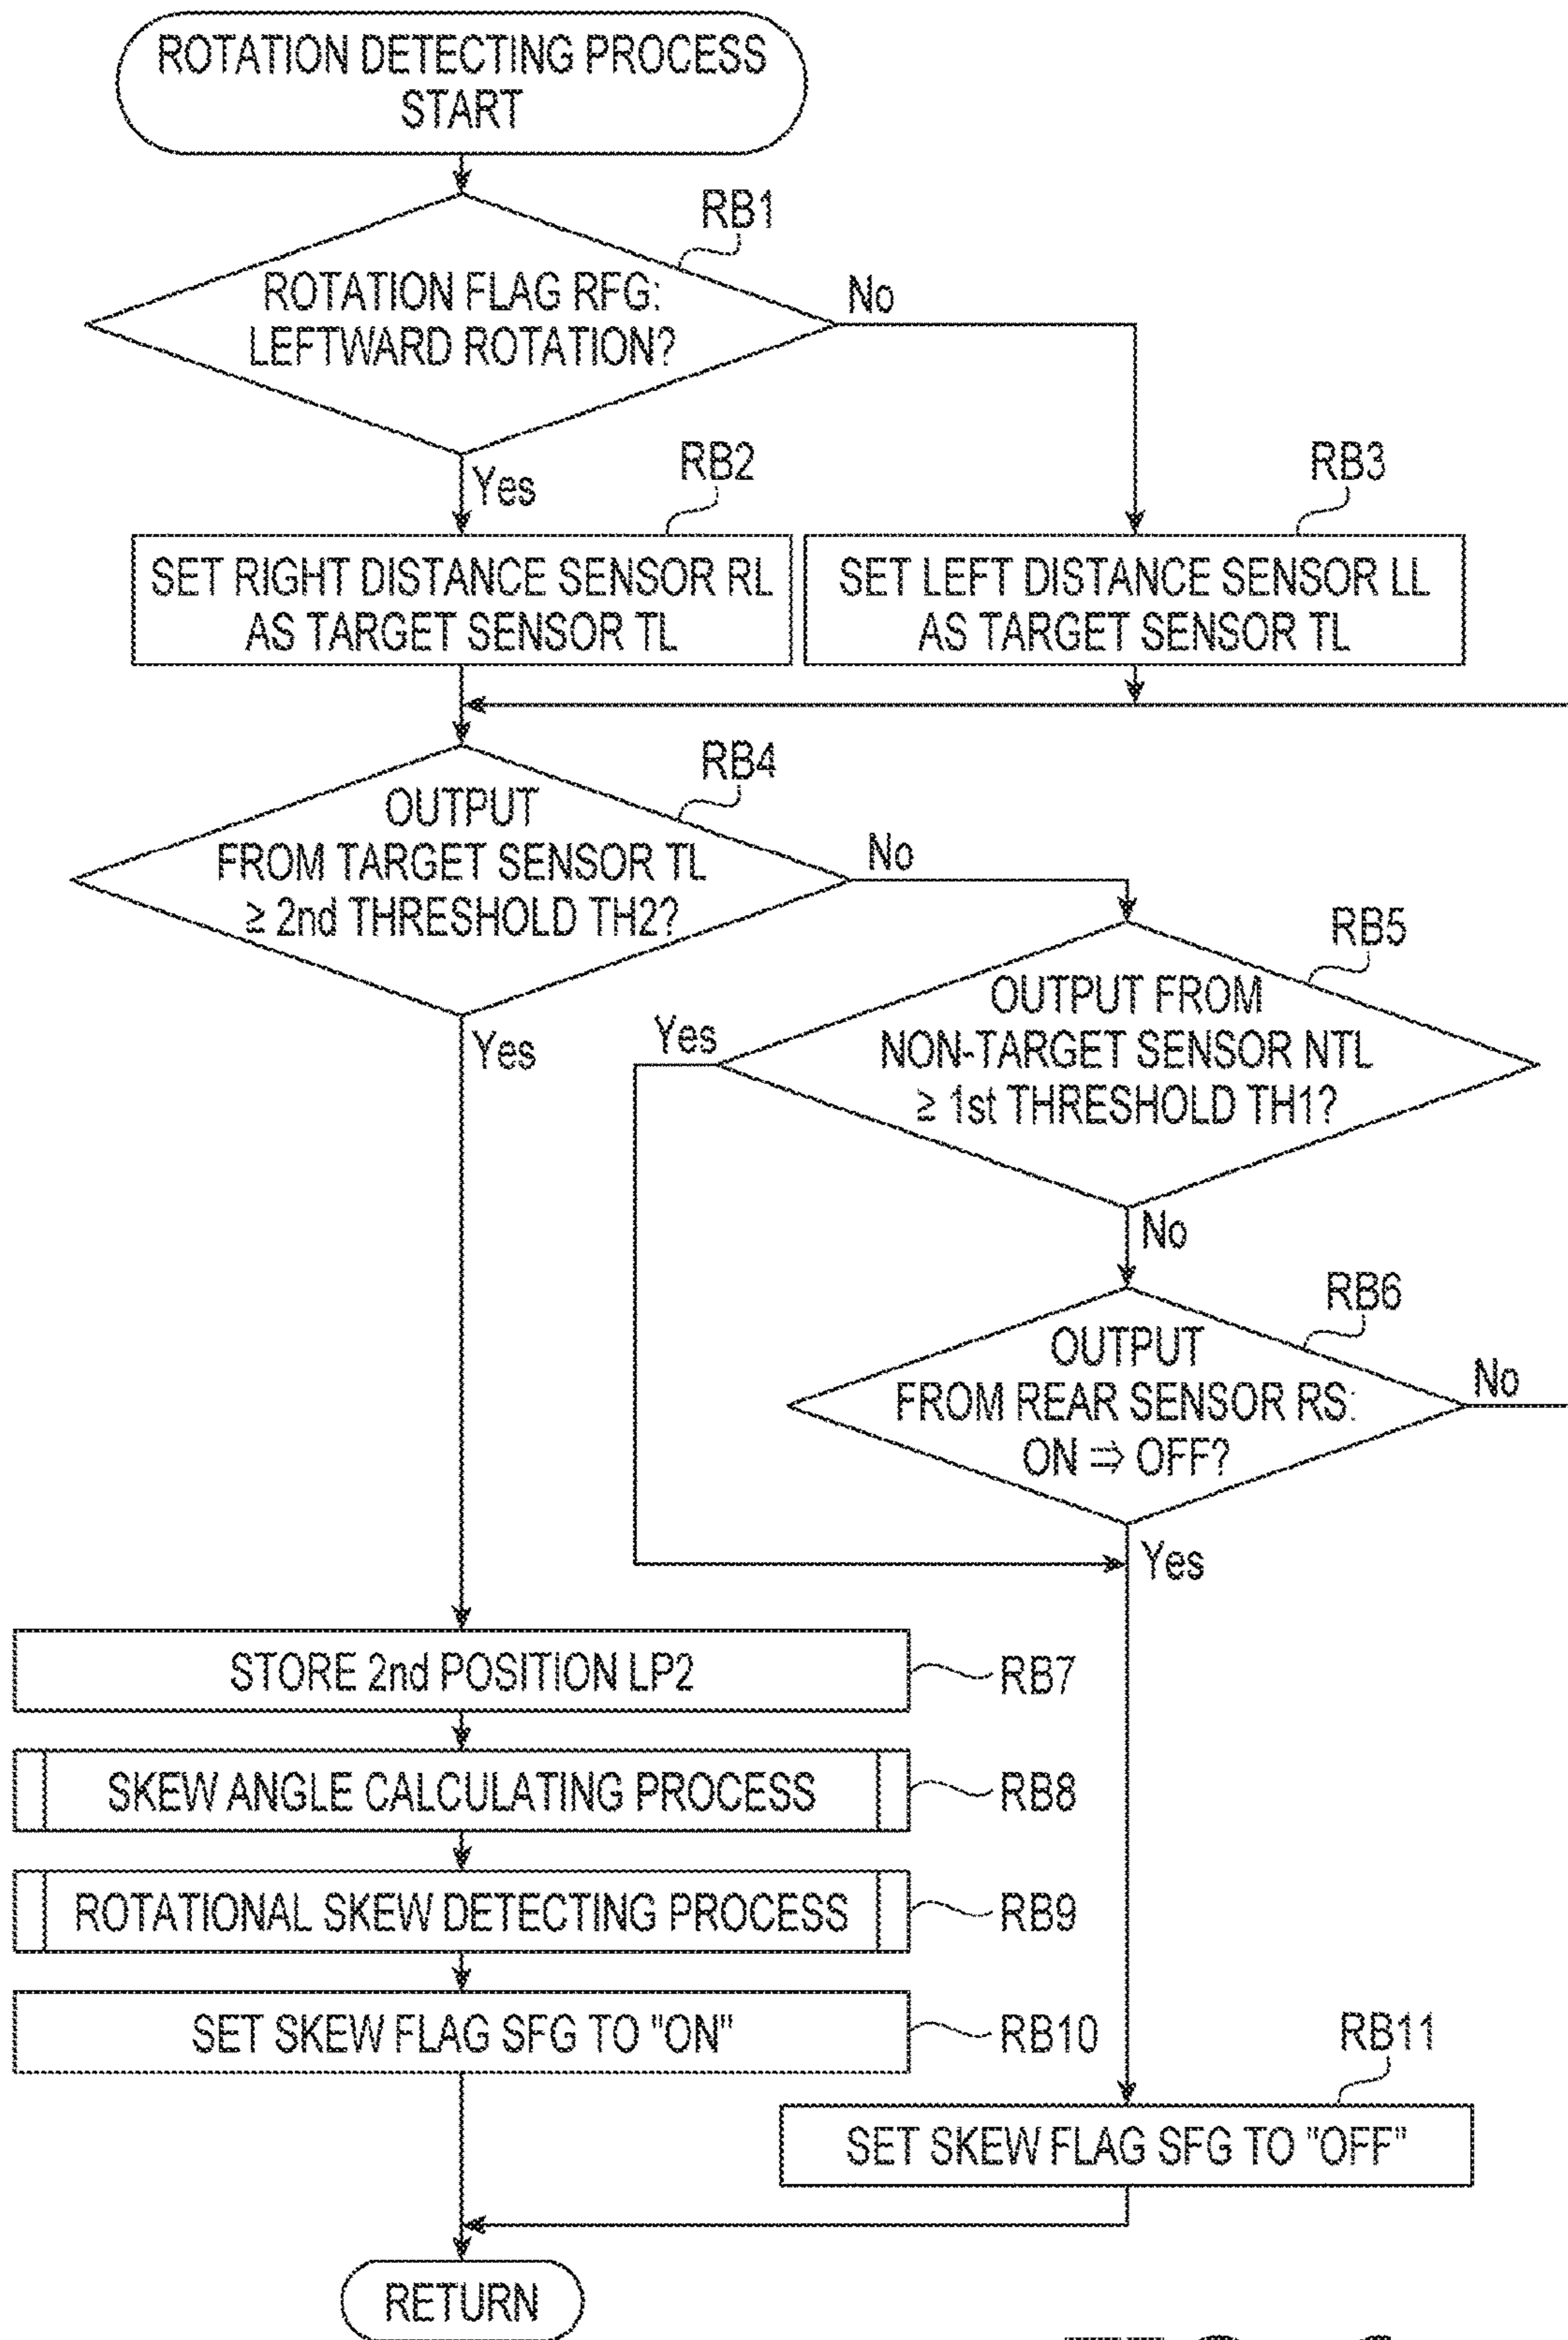 ROTATION DETECTING PROCESS
START
RB1
ROTATION FLAG RFG:
LEFTWARD ROTATION?
No
Yes
RB2
RB3
SET RIGHT DISTANCE SENSOR RL
AS TARGET SENSOR TL
SET LEFT DISTANCE SENSOR LL
AS TARGET SENSOR TL
RB4
OUTPUT
FROM TARGET SENSOR TL
≥ 2nd THRESHOLD TH2?
No
Yes
RB5
OUTPUT FROM
NON-TARGET SENSOR NTL
≥ 1st THRESHOLD TH1?
Yes
No
RB6
OUTPUT
FROM REAR SENSOR RS:
ON ⇒ OFF?
No
Yes
STORE 2nd POSITION LP2
RB7
SKEW ANGLE CALCULATING PROCESS
RB8
ROTATIONAL SKEW DETECTING PROCESS
RB9
SET SKEW FLAG SFG TO "ON"
RB10
RB11
SET SKEW FLAG SFG TO "OFF"
RETURN